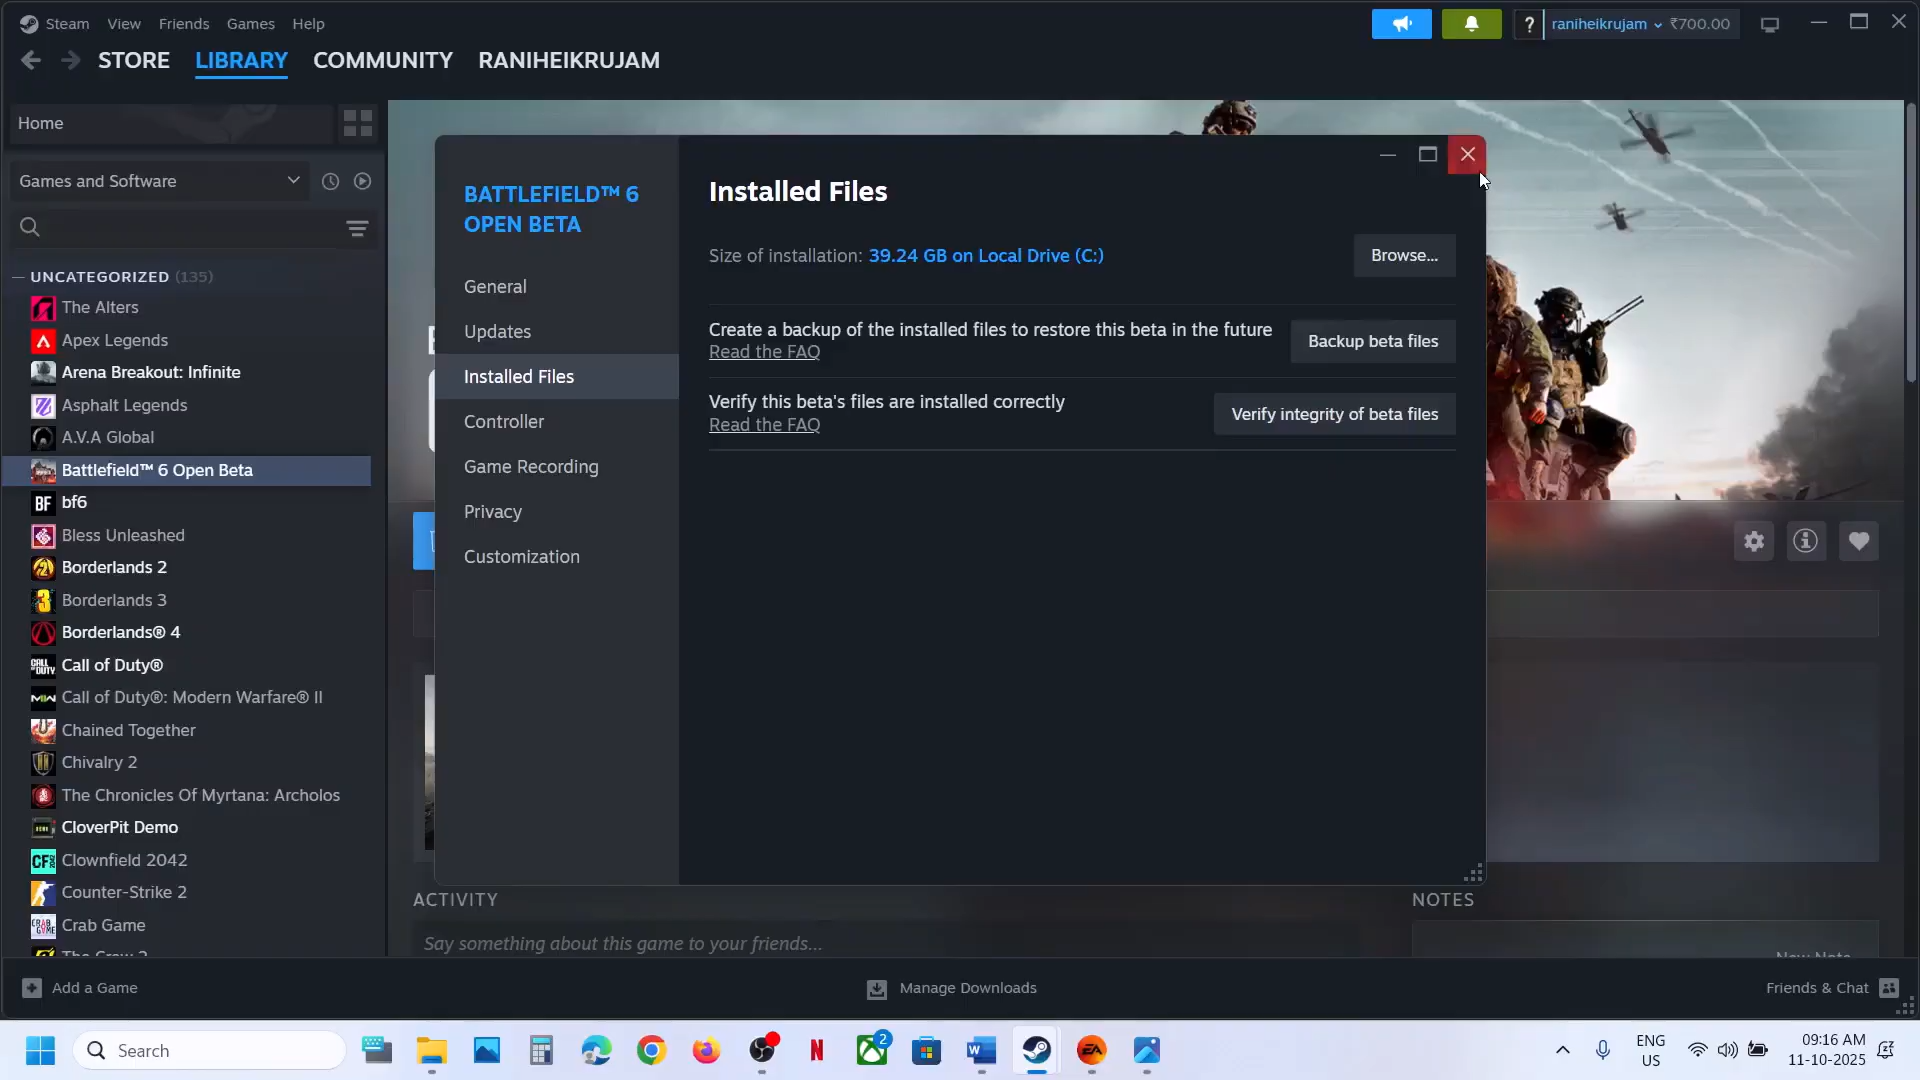 Steam View Friends Games Help
? raniheikrujam ₹700.00
STORE LIBRARY COMMUNITY RANIHEIKRUJAM
Home
Games and Software
UNCATEGORIZED (135)
The Alters
Apex Legends
Arena Breakout: Infinite
Asphalt Legends
A.V.A Global
Battlefield™ 6 Open Beta
bf6
Bless Unleashed
Borderlands 2
Borderlands 3
Borderlands® 4
Call of Duty®
Call of Duty®: Modern Warfare® II
Chained Together
Chivalry 2
The Chronicles Of Myrtana: Archolos
CloverPit Demo
Clownfield 2042
Counter-Strike 2
Crab Game
The Crew 2
BATTLEFIELD™ 6
OPEN BETA
General
Updates
Installed Files
Controller
Game Recording
Privacy
Customization
Installed Files
Size of installation: 39.24 GB on Local Drive (C:)
Browse...
Create a backup of the installed files to restore this beta in the future
Read the FAQ
Backup beta files
Verify this beta's files are installed correctly
Read the FAQ
Verify integrity of beta files
ACTIVITY
Say something about this game to your friends...
NOTES
New Note
Add a Game
Manage Downloads
Friends & Chat
Search
2
ENG
US
09:16 AM
11-10-2025